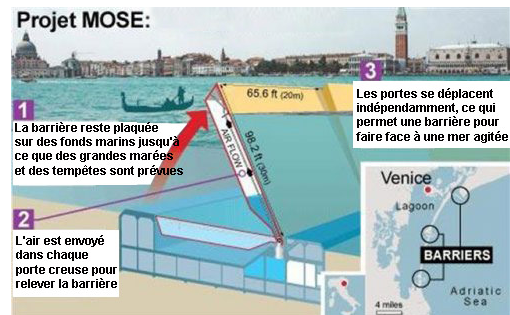 Projet MOSE:
1
La barrière reste plaquée
sur des fonds marins jusqu'à
ce que des grandes marées
et des tempêtes sont prévues
2
L'air est envoyé
dans chaque
porte creuse pour
relever la barrière
65,6 ft (20m)
AIR FLOW
98.2 ft (30m)
3
Les portes se déplacent
indépendamment, ce qui
permet une barrière pour
faire face à une mer agitée
Venice
Lagoon
BARRIERS
Adriatic
Sea
4 miles